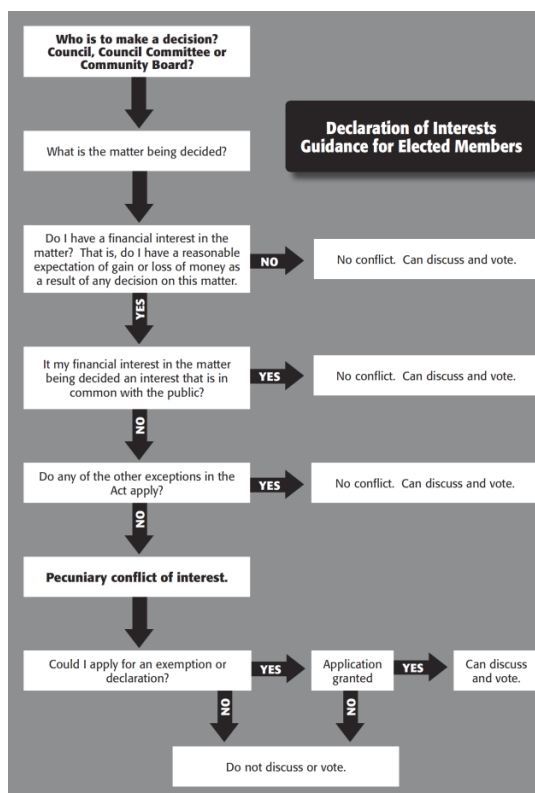 Who is to make a decision?
Council, Council Committee or
Community Board?
Declaration of Interests
Guidance for Elected Members
What is the matter being decided?
Do I have a financial interest in the
matter? That is, do I have a reasonable
expectation of gain or loss of money as
a result of any decision on this matter.
NO
No conflict. Can discuss and vote.
YES
It my financial interest in the matter
being decided an interest that is in
common with the public?
YES
No conflict. Can discuss and vote.
NO
Do any of the other exceptions in the
Act apply?
YES
No conflict. Can discuss and vote.
NO
Pecuniary conflict of interest.
Could I apply for an exemption or
declaration?
YES
Application
granted
YES
Can discuss
and vote.
NO
NO
Do not discuss or vote.